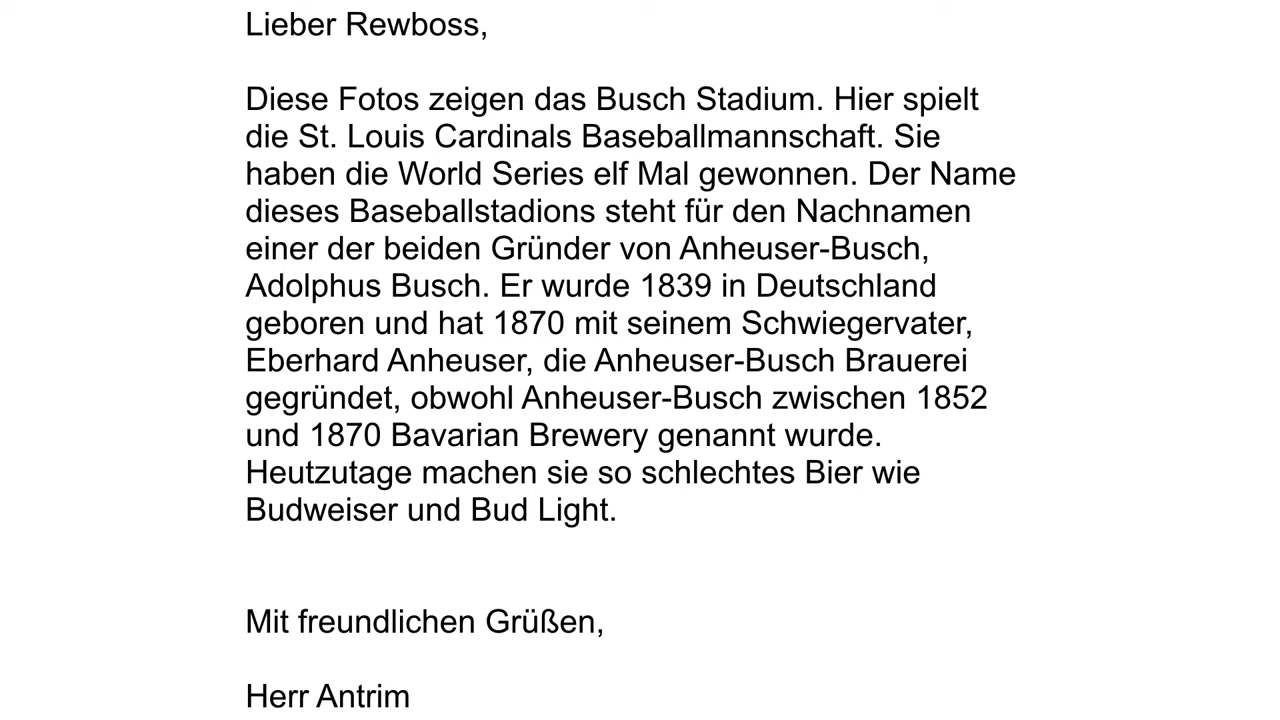 Lieber Rewboss,
Diese Fotos zeigen das Busch Stadium. Hier spielt
die St. Louis Cardinals Baseballmannschaft. Sie
haben die World Series elf Mal gewonnen. Der Name
dieses Baseballstadions steht für den Nachnamen
einer der beiden Gründer von Anheuser-Busch,
Adolphus Busch. Er wurde 1839 in Deutschland
geboren und hat 1870 mit seinem Schwiegervater,
Eberhard Anheuser, die Anheuser-Busch Brauerei
gegründet, obwohl Anheuser-Busch zwischen 1852
und 1870 Bavarian Brewery genannt wurde.
Heutzutage machen sie so schlechtes Bier wie
Budweiser und Bud Light.
Mit freundlichen Grüßen,
Herr Antrim